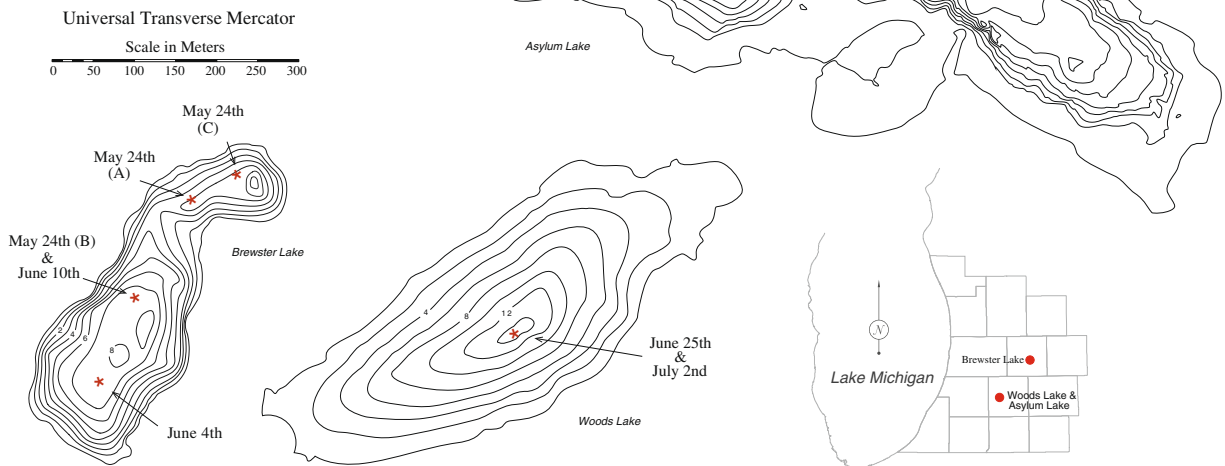 Universal Transverse Mercator
Scale in Meters
0 50 100 150 200 250 300
Asylum Lake
May 24th
(C)
May 24th
(A)
May 24th (B)
&
June 10th
Brewster Lake
2
4
6
8
June 4th
4
8
12
June 25th
&
July 2nd
Woods Lake
N
Lake Michigan
Brewster Lake
Woods Lake &
Asylum Lake